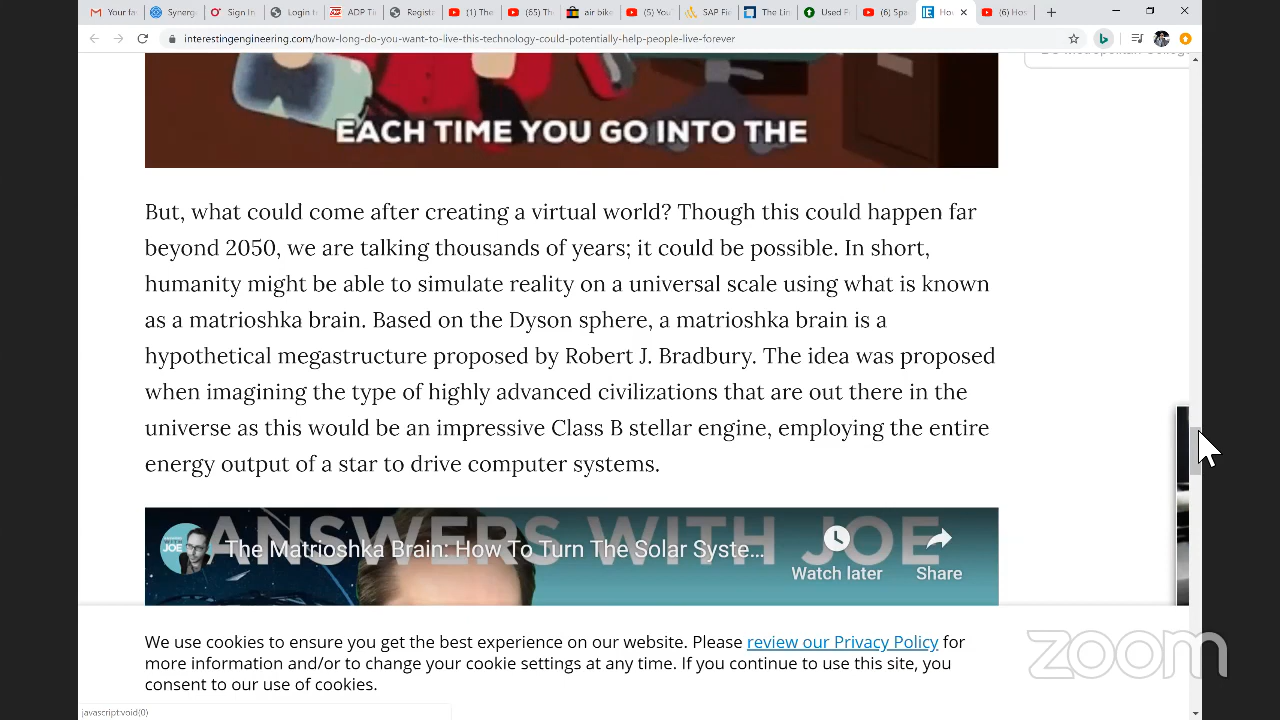 Your fa
Synerg
Sign In
Login t
ADP Ti
Registe
(1) The
(65) Th
air bike
(5) You
SAP Fi
The Lin
Used F
(6) Spa
Ho
(6) Hos
interestingengineering.com/how-long-do-you-want-to-live-this-technology-could-potentially-help-people-live-forever
EACH TIME YOU GO INTO THE
But, what could come after creating a virtual world? Though this could happen far
beyond 2050, we are talking thousands of years; it could be possible. In short,
humanity might be able to simulate reality on a universal scale using what is known
as a matrioshka brain. Based on the Dyson sphere, a matrioshka brain is a
hypothetical megastructure proposed by Robert J. Bradbury. The idea was proposed
when imagining the type of highly advanced civilizations that are out there in the
universe as this would be an impressive Class B stellar engine, employing the entire
energy output of a star to drive computer systems.
ANSWERS WITH JOE
WITH JOE
The Matrioshka Brain: How To Turn The Solar Syste...
Watch later
Share
We use cookies to ensure you get the best experience on our website. Please review our Privacy Policy for
more information and/or to change your cookie settings at any time. If you continue to use this site, you
consent to our use of cookies.
zoom
javascript:void(0)